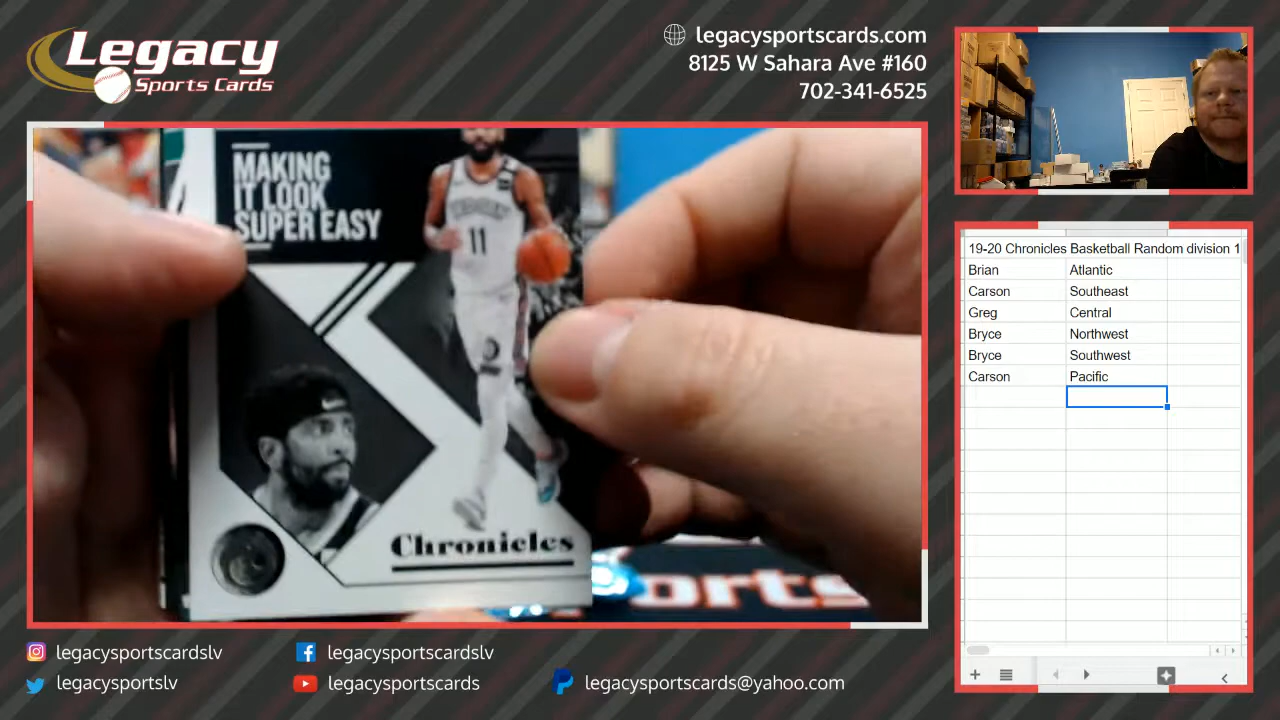 Legacy
Sports Cards
legacysportscards.com
8125 W Sahara Ave #160
702-341-6525
MAKING
IT LOOK
SUPER EASY
11
Chronicles
orts
19-20 Chronicles Basketball Random division 1
Brian Atlantic
Carson Southeast
Greg Central
Bryce Northwest
Bryce Southwest
Carson Pacific
legacysportscardslv
legacysportscardslv
legacysportslv
legacysportscards
legacysportscards@yahoo.com